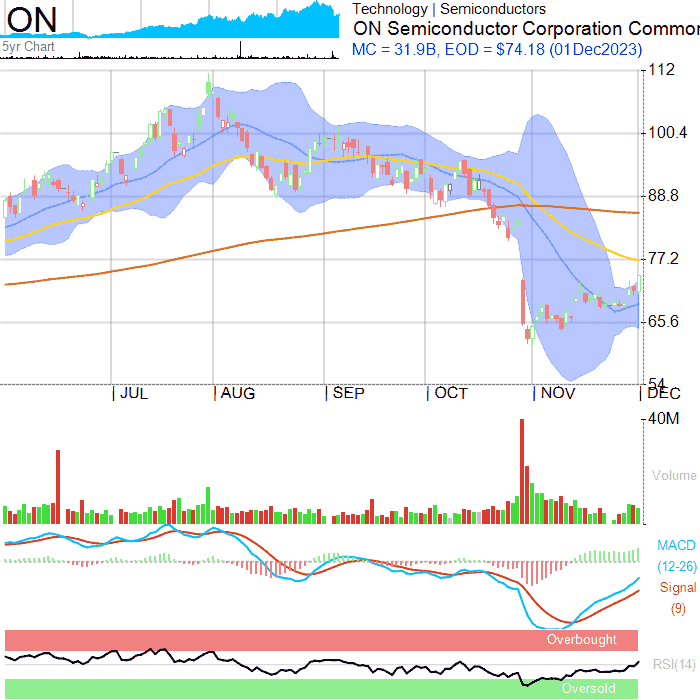 ON
5yr Chart
Technology | Semiconductors
ON Semiconductor Corporation Common
MC = 31.9B, EOD = $74.18 (01Dec2023)
112
100.4
88.8
77.2
65.6
54
JUL
AUG
SEP
OCT
NOV
DEC
40M
Volume
MACD
(12-26)
Signal
(9)
Overbought
RSI(14)
Oversold